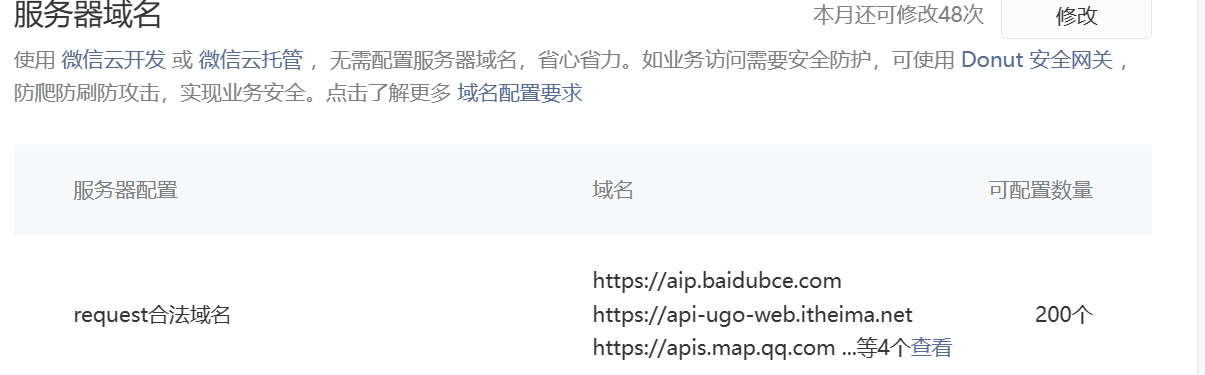 服务器域名
本月还可修改48次
修改
使用 微信云开发 或 微信云托管 ，无需配置服务器域名，省心省力。如业务访问需要安全防护，可使用 Donut 安全网关 ，
防爬防刷防攻击，实现业务安全。点击了解更多 域名配置要求
服务器配置 域名 可配置数量
https://aip.baidubce.com
request合法域名 https://api-ugo-web.itheima.net 200个
https://apis.map.qq.com ...等4个查看